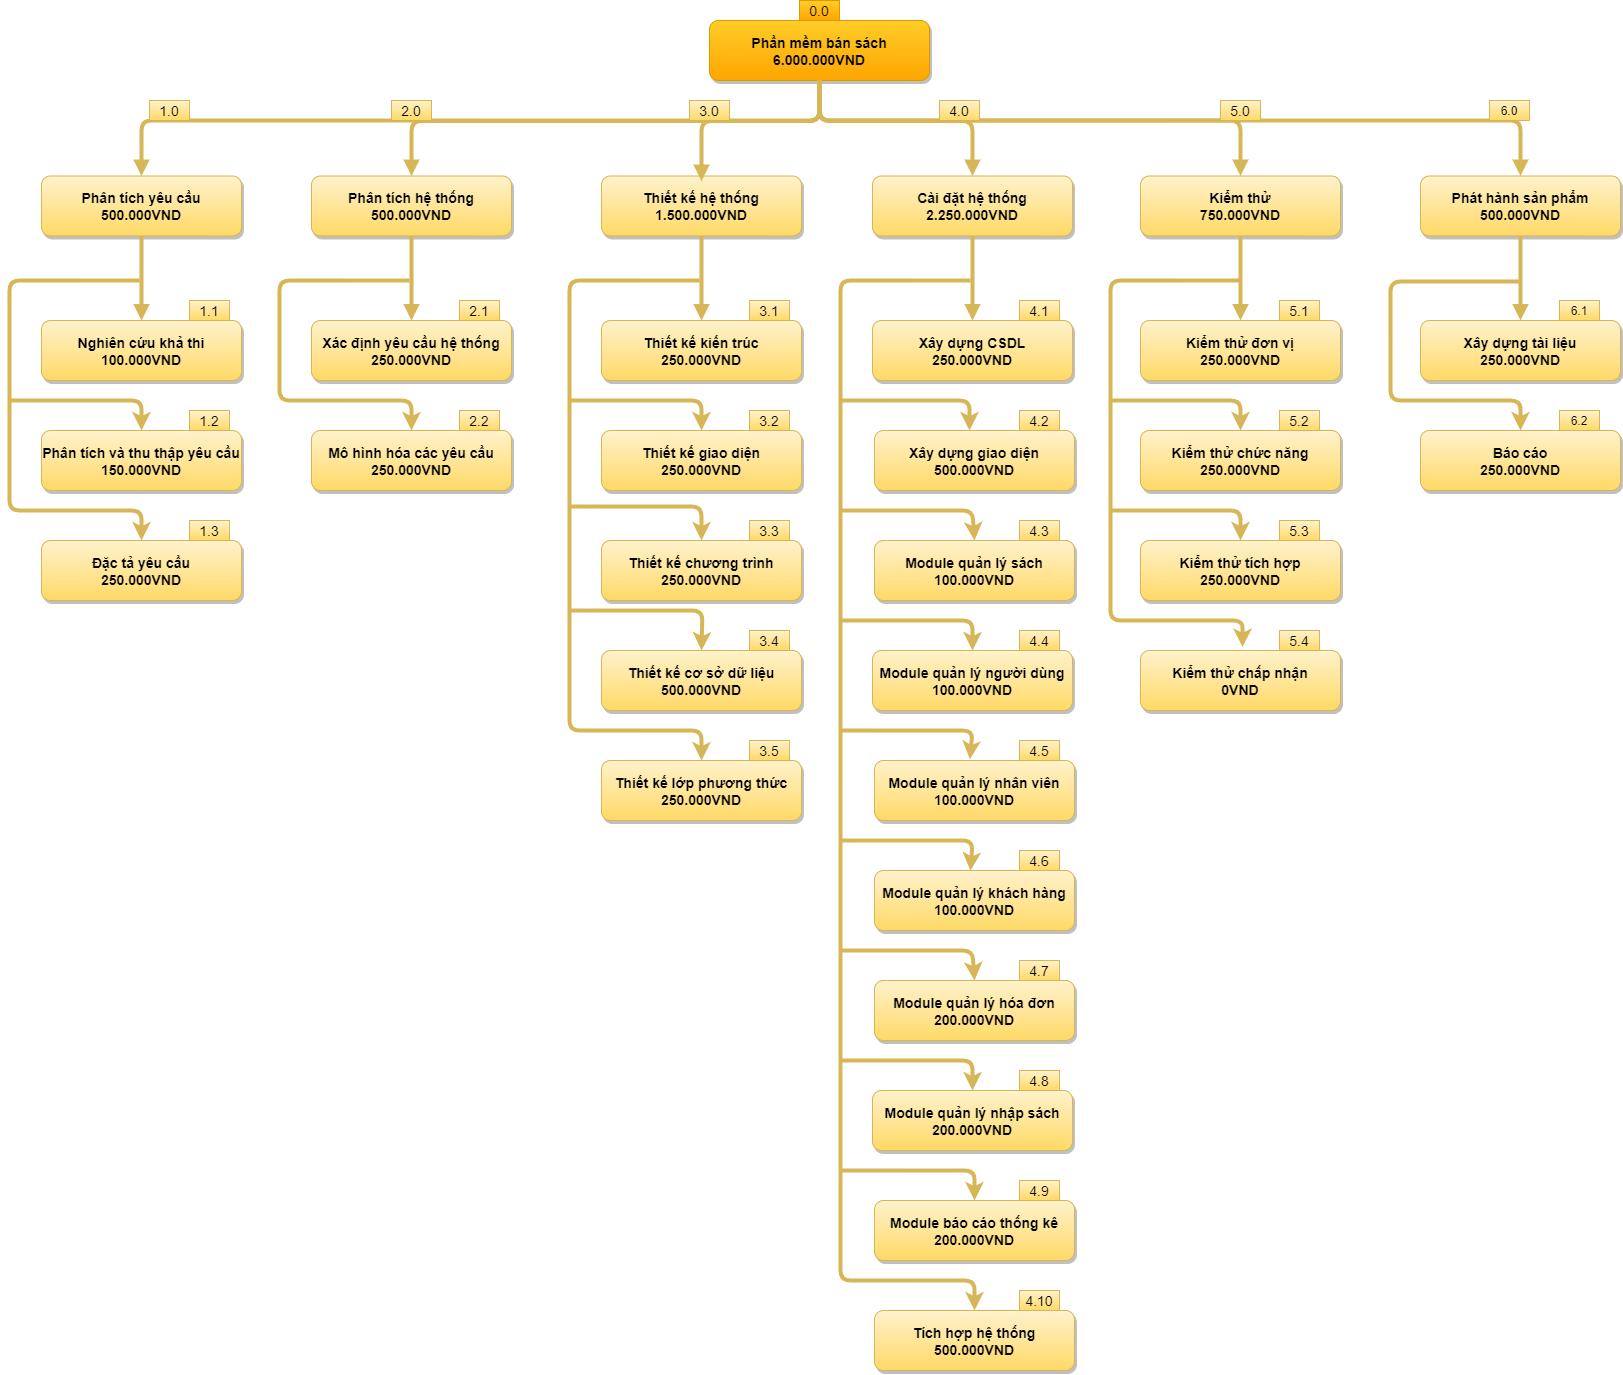 0.0
Phần mềm bán sách
6.000.000VND
1.0
Phân tích yêu cầu
500.000VND
1.1
Nghiên cứu khả thi
100.000VND
1.2
Phân tích và thu thập yêu cầu
150.000VND
1.3
Đặc tả yêu cầu
250.000VND
2.0
Phân tích hệ thống
500.000VND
2.1
Xác định yêu cầu hệ thống
250.000VND
2.2
Mô hình hóa các yêu cầu
250.000VND
3.0
Thiết kế hệ thống
1.500.000VND
3.1
Thiết kế kiến trúc
250.000VND
3.2
Thiết kế giao diện
250.000VND
3.3
Thiết kế chương trình
250.000VND
3.4
Thiết kế cơ sở dữ liệu
500.000VND
3.5
Thiết kế lớp phương thức
250.000VND
4.0
Cài đặt hệ thống
2.250.000VND
4.1
Xây dựng CSDL
250.000VND
4.2
Xây dựng giao diện
500.000VND
4.3
Module quản lý sách
100.000VND
4.4
Module quản lý người dùng
100.000VND
4.5
Module quản lý nhân viên
100.000VND
4.6
Module quản lý khách hàng
100.000VND
4.7
Module quản lý hóa đơn
200.000VND
4.8
Module quản lý nhập sách
200.000VND
4.9
Module báo cáo thống kê
200.000VND
4.10
Tích hợp hệ thống
500.000VND
5.0
Kiểm thử
750.000VND
5.1
Kiểm thử đơn vị
250.000VND
5.2
Kiểm thử chức năng
250.000VND
5.3
Kiểm thử tích hợp
250.000VND
5.4
Kiểm thử chấp nhận
0VND
6.0
Phát hành sản phẩm
500.000VND
6.1
Xây dựng tài liệu
250.000VND
6.2
Báo cáo
250.000VND